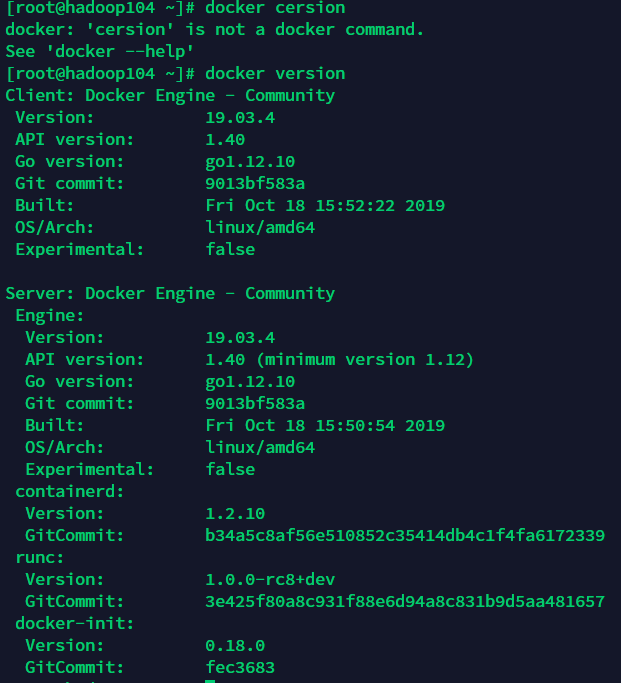 [root@hadoop104 ~]# docker cersion
docker: 'cersion' is not a docker command.
See 'docker --help'
[root@hadoop104 ~]# docker version
Client: Docker Engine - Community
 Version:           19.03.4
 API version:       1.40
 Go version:        go1.12.10
 Git commit:        9013bf583a
 Built:             Fri Oct 18 15:52:22 2019
 OS/Arch:           linux/amd64
 Experimental:      false

Server: Docker Engine - Community
 Engine:
  Version:          19.03.4
  API version:      1.40 (minimum version 1.12)
  Go version:       go1.12.10
  Git commit:       9013bf583a
  Built:            Fri Oct 18 15:50:54 2019
  OS/Arch:          linux/amd64
  Experimental:     false
 containerd:
  Version:          1.2.10
  GitCommit:        b34a5c8af56e510852c35414db4c1f4fa6172339
 runc:
  Version:          1.0.0-rc8+dev
  GitCommit:        3e425f80a8c931f88e6d94a8c831b9d5aa481657
 docker-init:
  Version:          0.18.0
  GitCommit:        fec3683